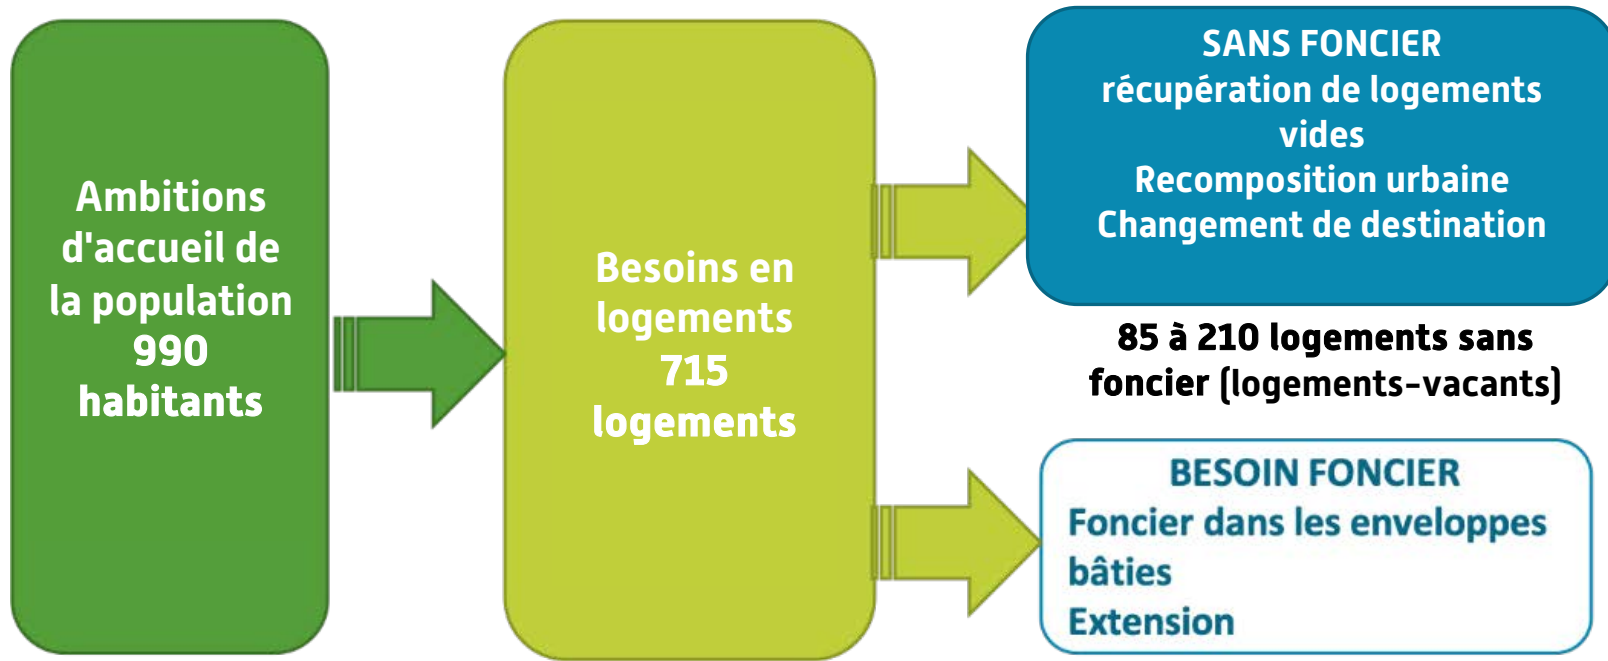 Ambitions
d'accueil de
la population
990
habitants
Besoins en
logements
715
logements
SANS FONCIER
récupération de logements
vides
Recomposition urbaine
Changement de destination
85 à 210 logements sans
foncier (logements-vacants)
BESOIN FONCIER
Foncier dans les enveloppes
bâties
Extension